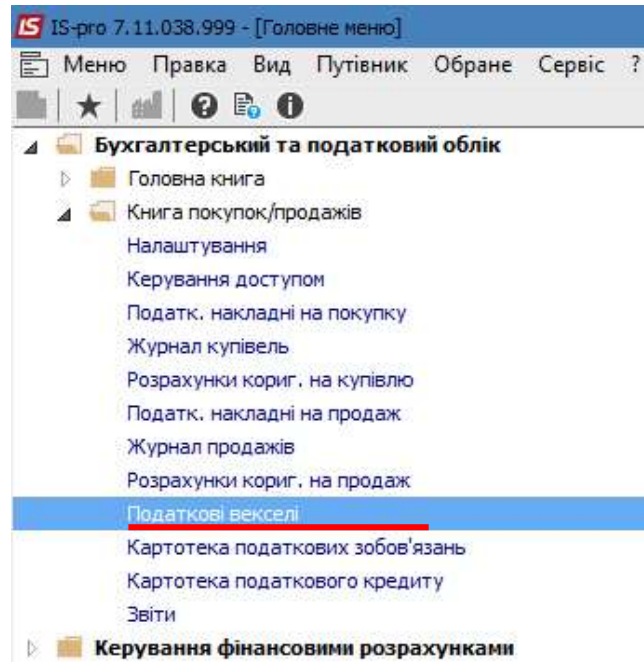 IS IS-pro 7.11.038.999 - [Головне меню]
Меню Правка Вид Путівник Обране Сервіс ?
Бухгалтерський та податковий облік
Головна книга
Книга покупок/продажів
Налаштування
Керування доступом
Податк. накладні на покупку
Журнал купівель
Розрахунки кориг. на купівлю
Податк. накладні на продаж
Журнал продажів
Розрахунки кориг. на продаж
Податкові векселі
Картотека податкових зобов'язань
Картотека податкового кредиту
Звіти
Керування фінансовими розрахунками